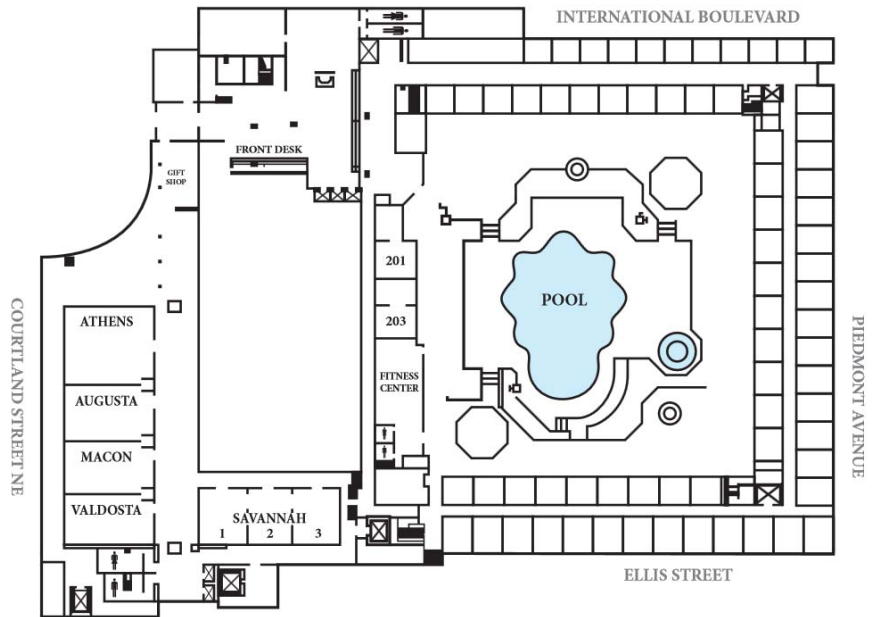 INTERNATIONAL BOULEVARD
FRONT DESK
GIFT
SHOP
201
POOL
203
ATHENS
FITNESS
CENTER
AUGUSTA
MACON
VALDOSTA
SAVANNAH
1 2 3
COURTLAND STREET NE
PIEDMONT AVENUE
ELLIS STREET